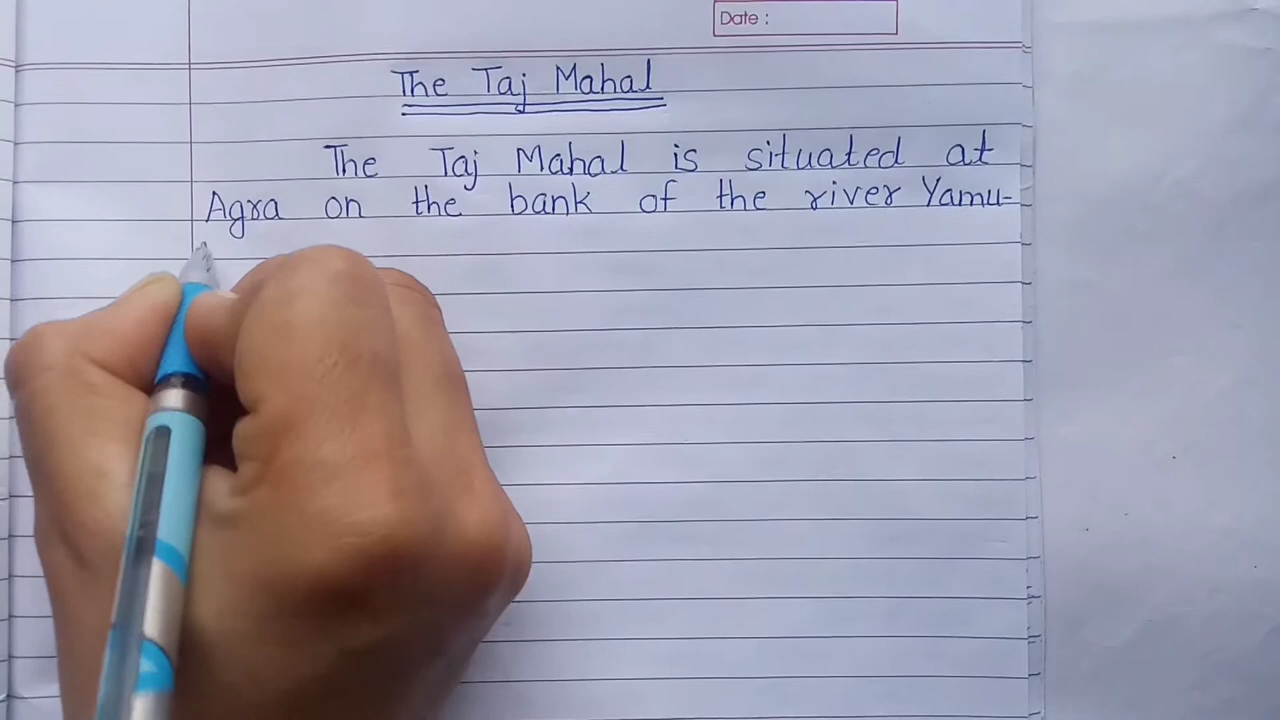 Date :
The Taj Mahal
The Taj Mahal is situated at
Agra on the bank of the river Yamu-